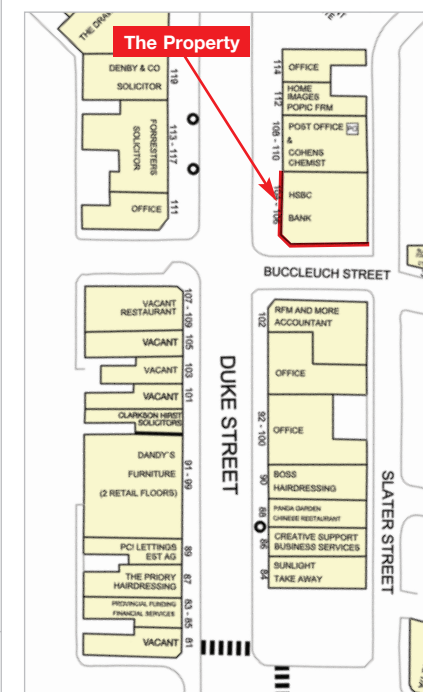 THE DRA
The Property
DENBY & CO
SOLICITOR
119
FORRESTERS
SOLICITOR
113 - 117
OFFICE
111
114
OFFICE
112
HOME
IMAGES
POPIC FRM
108 - 110
POST OFFICE PO
&
COHENS
CHEMIST
106
HSBC
BANK
BUCCLEUCH STREET
107 - 109
VACANT
RESTAURANT
105
VACANT
103
VACANT
101
VACANT
CLARKSON HIRST
SOLICITORS
91 - 99
DANDY'S
FURNITURE
(2 RETAIL FLOORS)
89
PC! LETTINGS
EST AG
87
THE PRIORY
HAIRDRESSING
83 - 85
PROVINCIAL FUNDING
FINANCIAL SERVICES
81
VACANT
DUKE STREET
102
RFM AND MORE
ACCOUNTANT
OFFICE
92 - 100
OFFICE
90
BOSS
HAIRDRESSING
88
PANDA GARDEN
CHINESE RESTAURANT
86
CREATIVE SUPPORT
BUSINESS SERVICES
84
SUNLIGHT
TAKE AWAY
SLATER STREET